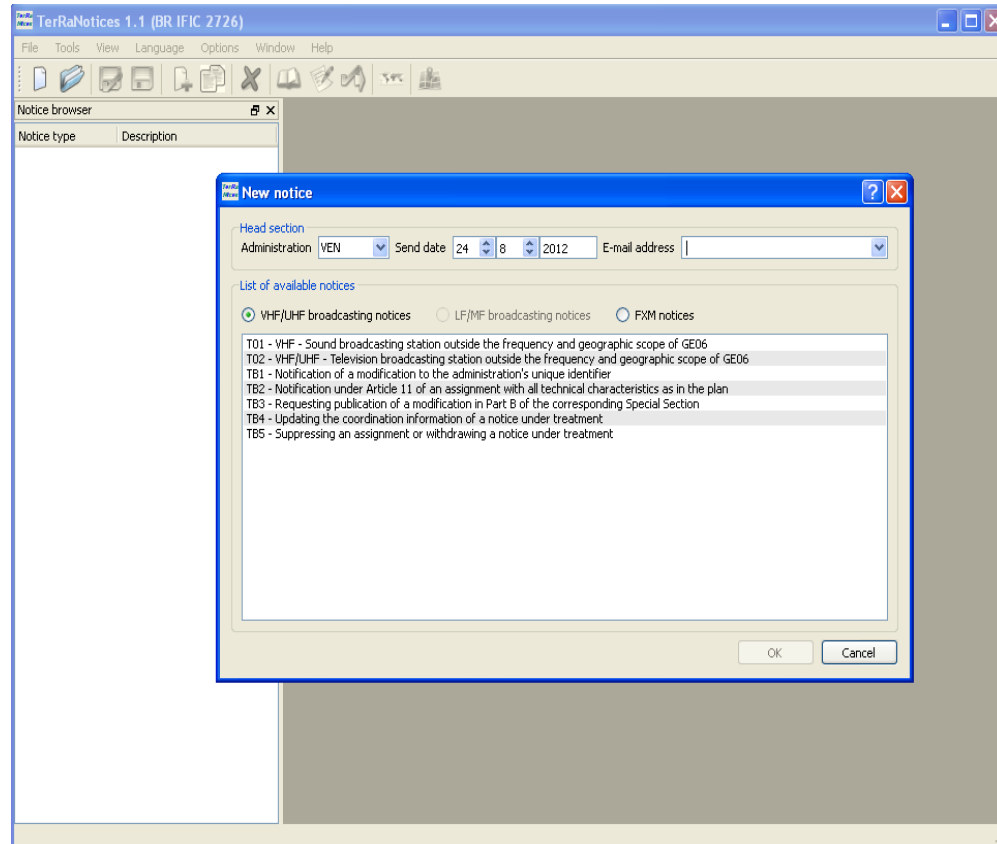 TerRaNotices 1.1 (BR IFIC 2726)
File Tools View Language Options Window Help
Notice browser
Notice type Description
New notice
Head section
Administration VEN Send date 24 8 2012 E-mail address
List of available notices
VHF/UHF broadcasting notices LF/MF broadcasting notices FXM notices
T01 - VHF - Sound broadcasting station outside the frequency and geographic scope of GE06
T02 - VHF/UHF - Television broadcasting station outside the frequency and geographic scope of GE06
TB1 - Notification of a modification to the administration's unique identifier
TB2 - Notification under Article 11 of an assignment with all technical characteristics as in the plan
TB3 - Requesting publication of a modification in Part B of the corresponding Special Section
TB4 - Updating the coordination information of a notice under treatment
TB5 - Suppressing an assignment or withdrawing a notice under treatment
OK Cancel